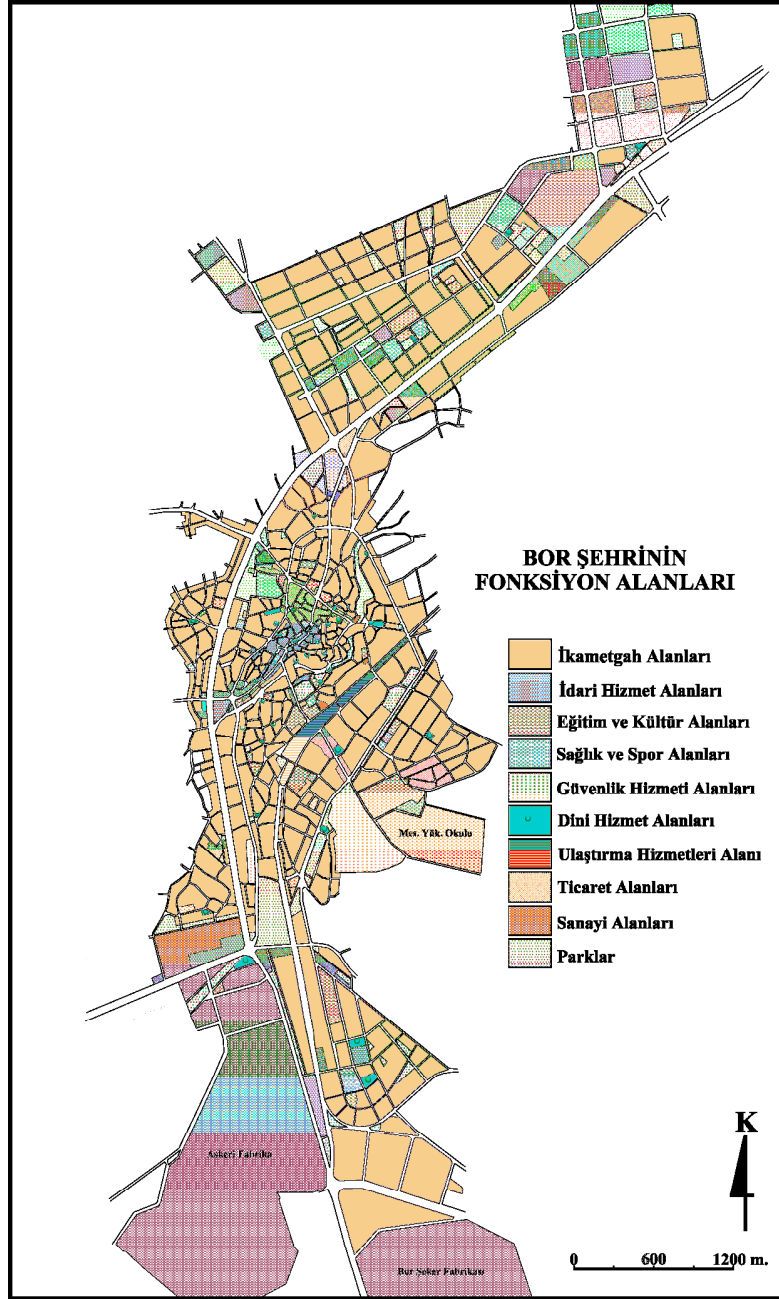 BOR ŞEHRİNİN
FONKSİYON ALANLARI
İkametgah Alanları
İdari Hizmet Alanları
Eğitim ve Kültür Alanları
Sağlık ve Spor Alanları
Güvenlik Hizmeti Alanları
Dini Hizmet Alanları
Ulaştırma Hizmetleri Alanı
Ticaret Alanları
Sanayi Alanları
Parklar
Mes. Yük. Okulu
Askeri Fabrika
Bor Şeker Fabrikası
K
0 600 1200 m.